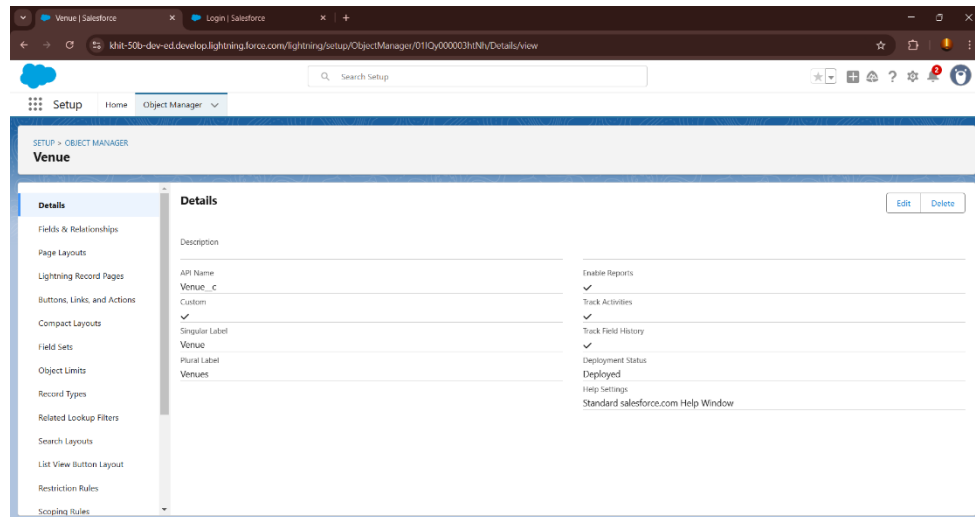 Venue | Salesforce
Login | Salesforce
khit-50b-dev-ed.develop.lightning.force.com/lightning/setup/ObjectManager/01IQy000003htNh/Details/view
Search Setup
2
Setup Home Object Manager
SETUP > OBJECT MANAGER
Venue
Details
Fields & Relationships
Page Layouts
Lightning Record Pages
Buttons, Links, and Actions
Compact Layouts
Field Sets
Object Limits
Record Types
Related Lookup Filters
Search Layouts
List View Button Layout
Restriction Rules
Scoping Rules
Details
Edit Delete
Description
API Name
Venue__c
Custom
Singular Label
Venue
Plural Label
Venues
Enable Reports
Track Activities
Track Field History
Deployment Status
Deployed
Help Settings
Standard salesforce.com Help Window